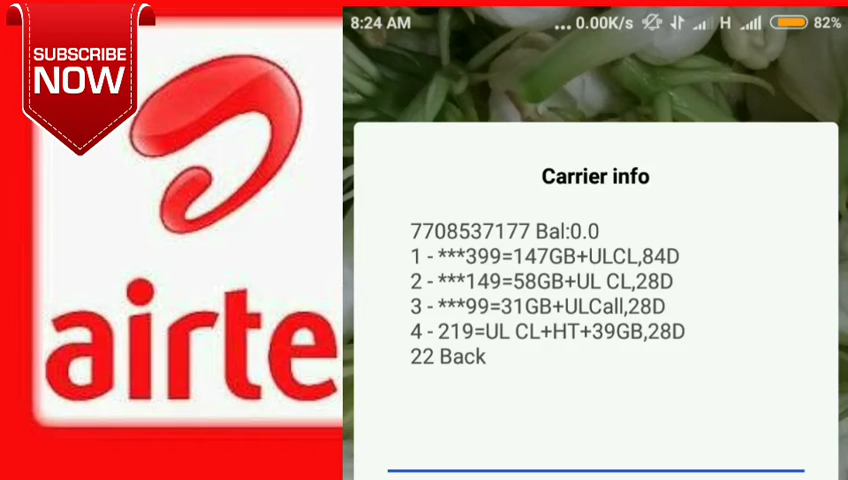 SUBSCRIBE
NOW
airte
8:24 AM
... 0.00K/s H 82%
Carrier info
7708537177 Bal:0.0
1 - ***399=147GB+ULCL,84D
2 - ***149=58GB+UL CL,28D
3 - ***99=31GB+ULCall,28D
4 - 219=UL CL+HT+39GB,28D
22 Back